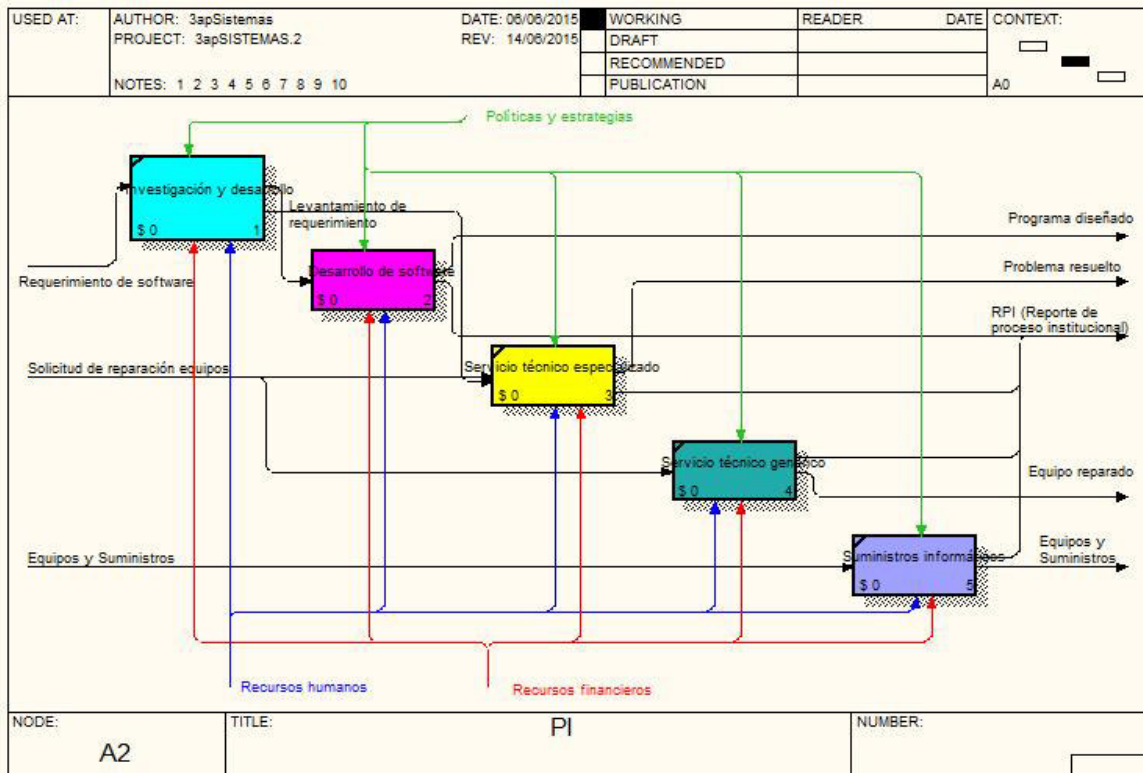 USED AT:
AUTHOR: 3apSistemas
DATE: 06/06/2015
WORKING
READER
DATE
CONTEXT:
PROJECT: 3apSISTEMAS.2
REV: 14/06/2015
DRAFT
RECOMMENDED
NOTES: 1 2 3 4 5 6 7 8 9 10
PUBLICATION
A0
Políticas y estrategias
Investigación y desarrollo
$ 0
1
Levantamiento de
requerimiento
Programa diseñado
Requerimiento de software
Desarrollo de software
$ 0
2
Problema resuelto
RPI (Reporte de
proceso institucional)
Solicitud de reparación equipos
Servicio técnico especializado
$ 0
3
Servicio técnico genérico
$ 0
4
Equipo reparado
Equipos y Suministros
Suministros informáticos
$ 0
5
Equipos y
Suministros
Recursos humanos
Recursos financieros
NODE:
TITLE:
NUMBER:
A2
PI